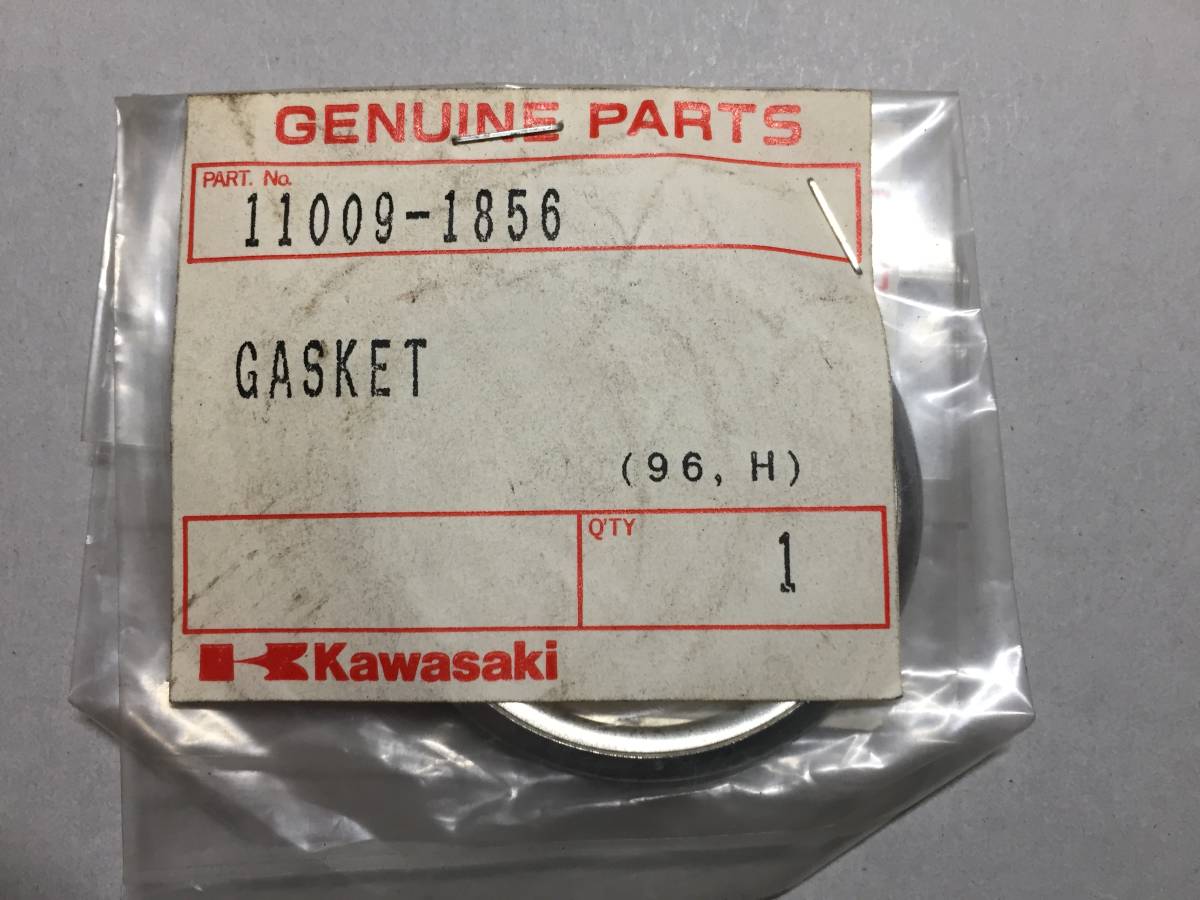 GENUINE PARTS
PART. No.
11009-1856
GASKET
(96, H)
Q'TY
1
Kawasaki